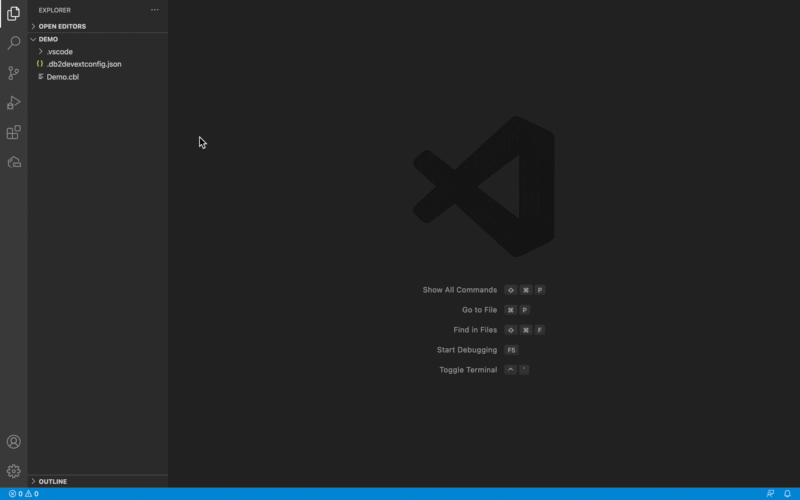 EXPLORER ...
OPEN EDITORS
DEMO
.vscode
{} .db2devextconfig.json
Demo.cbl
Show All Commands ⇧ ⌘ P
Go to File ⌘ P
Find in Files ⇧ ⌘ F
Start Debugging F5
Toggle Terminal ^ `
OUTLINE
0 0